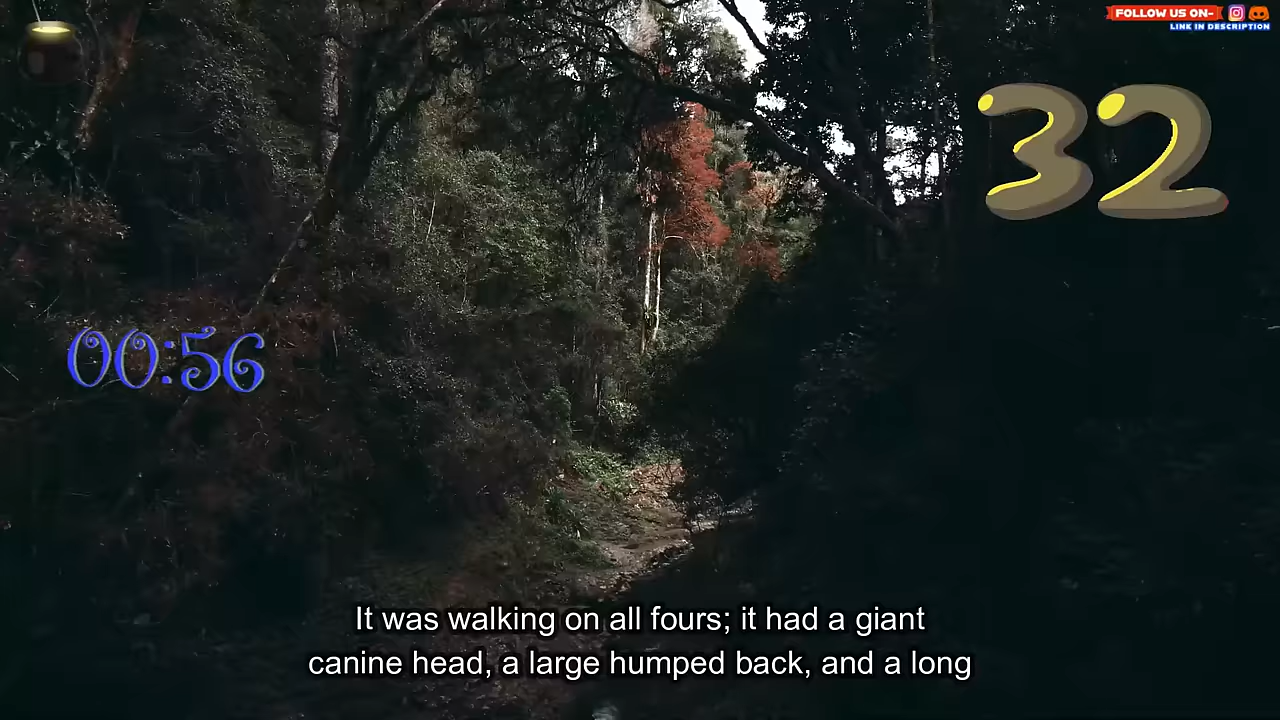 FOLLOW US ON-
LINK IN DESCRIPTION
32
00:56
It was walking on all fours; it had a giant
canine head, a large humped back, and a long